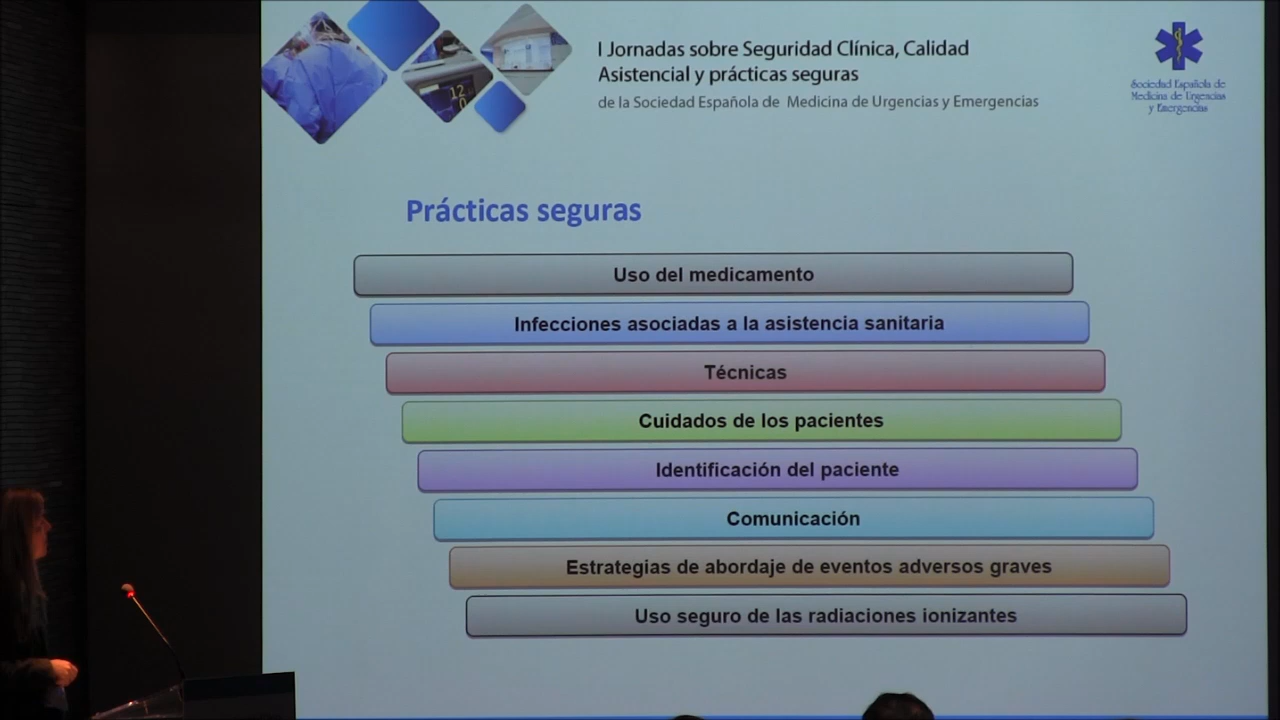 I Jornadas sobre Seguridad Clínica, Calidad
Asistencial y prácticas seguras
de la Sociedad Española de Medicina de Urgencias y Emergencias
Sociedad Española de
Medicina de Urgencias
y Emergencias
12
0
Prácticas seguras
Uso del medicamento
Infecciones asociadas a la asistencia sanitaria
Técnicas
Cuidados de los pacientes
Identificación del paciente
Comunicación
Estrategias de abordaje de eventos adversos graves
Uso seguro de las radiaciones ionizantes